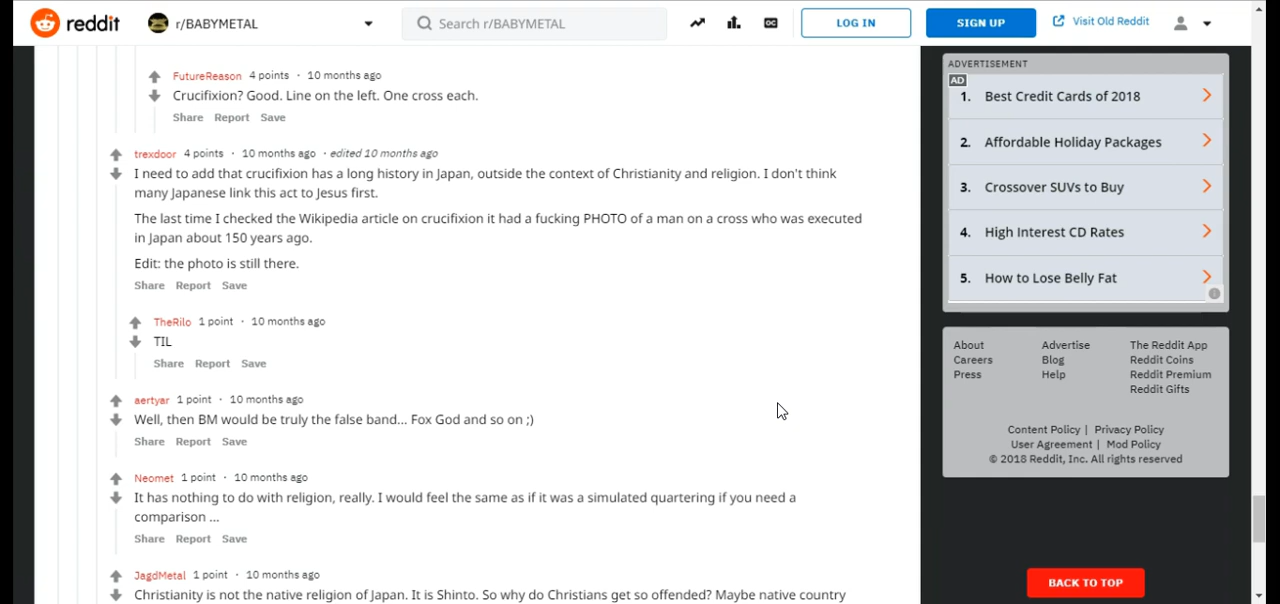 reddit r/BABYMETAL Search r/BABYMETAL LOG IN SIGN UP Visit Old Reddit
FutureReason 4 points · 10 months ago
Crucifixion? Good. Line on the left. One cross each.
Share Report Save
trexdoor 4 points · 10 months ago · edited 10 months ago
I need to add that crucifixion has a long history in Japan, outside the context of Christianity and religion. I don't think
many Japanese link this act to Jesus first.
The last time I checked the Wikipedia article on crucifixion it had a fucking PHOTO of a man on a cross who was executed
in Japan about 150 years ago.
Edit: the photo is still there.
Share Report Save
TheRilo 1 point · 10 months ago
TIL
Share Report Save
aertyar 1 point · 10 months ago
Well, then BM would be truly the false band... Fox God and so on ;)
Share Report Save
Neomet 1 point · 10 months ago
It has nothing to do with religion, really. I would feel the same as if it was a simulated quartering if you need a
comparison ...
Share Report Save
JagdMetal 1 point · 10 months ago
Christianity is not the native religion of Japan. It is Shinto. So why do Christians get so offended? Maybe native country
ADVERTISEMENT
AD
1. Best Credit Cards of 2018
2. Affordable Holiday Packages
3. Crossover SUVs to Buy
4. High Interest CD Rates
5. How to Lose Belly Fat
About Advertise The Reddit App
Careers Blog Reddit Coins
Press Help Reddit Premium
Reddit Gifts
Content Policy | Privacy Policy
User Agreement | Mod Policy
© 2018 Reddit, Inc. All rights reserved
BACK TO TOP